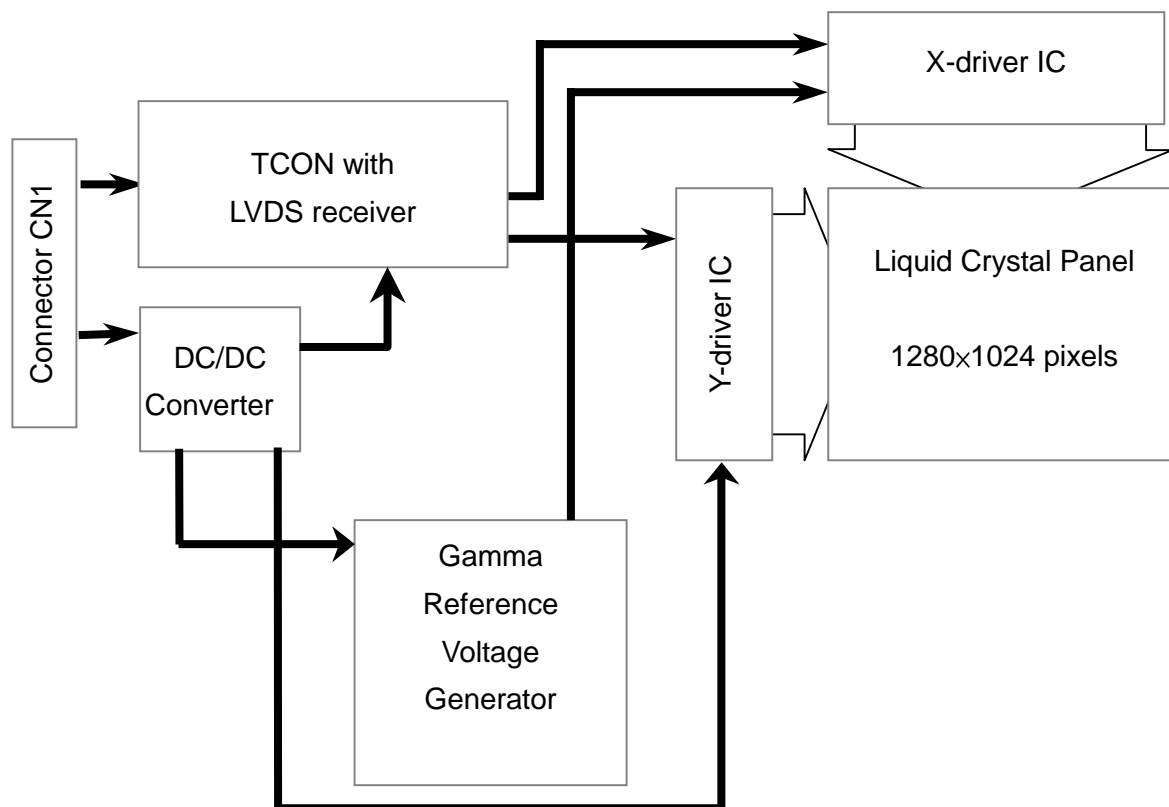 X-driver IC
TCON with
LVDS receiver
Connector CN1
Y-driver IC
Liquid Crystal Panel
1280×1024 pixels
DC/DC
Converter
Gamma
Reference
Voltage
Generator